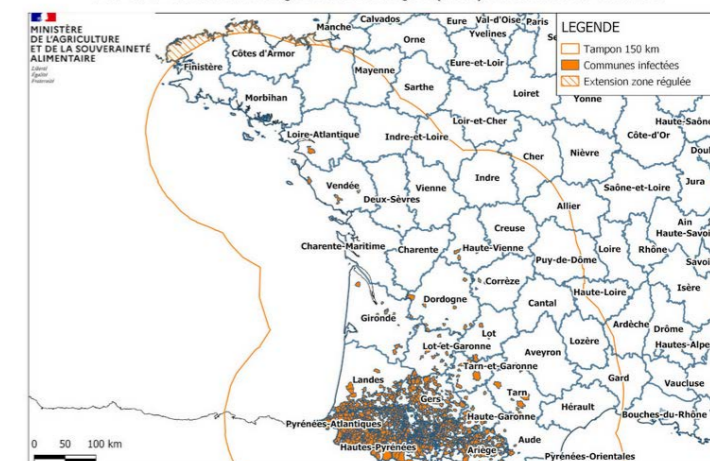 MINISTÈRE
DE L'AGRICULTURE
ET DE LA SOUVERAINETÉ
ALIMENTAIRE
Liberté
Égalité
Fraternité
LEGENDE
Tampon 150 km
Communes infectées
Extension zone régulée
Manche
Calvados
Eure
Val-d'Oise
Paris
Yvelines
Orne
Côtes d'Armor
Finistère
Mayenne
Eure-et-Loir
Sarthe
Morbihan
Loiret
Yonne
Loir-et-Cher
Haute-Saône
Côte-d'Or
Loire-Atlantique
Indre-et-Loire
Cher
Nièvre
Vendée
Vienne
Indre
Saône-et-Loire
Jura
Deux-Sèvres
Allier
Ain
Creuse
Charente-Maritime
Charente
Haute-Vienne
Loire
Rhône
Puy-de-Dôme
Corrèze
Isère
Dordogne
Haute-Loire
Cantal
Gironde
Ardèche
Drôme
Lot
Lozère
Lot-et-Garonne
Aveyron
Tarn-et-Garonne
Gard
Vaucluse
Landes
Gers
Tarn
Hérault
Haute-Garonne
Bouches-du-Rhône
Pyrénées-Atlantiques
Aude
Hautes-Pyrénées
Ariège
Pyrénées-Orientales
0 50 100 km